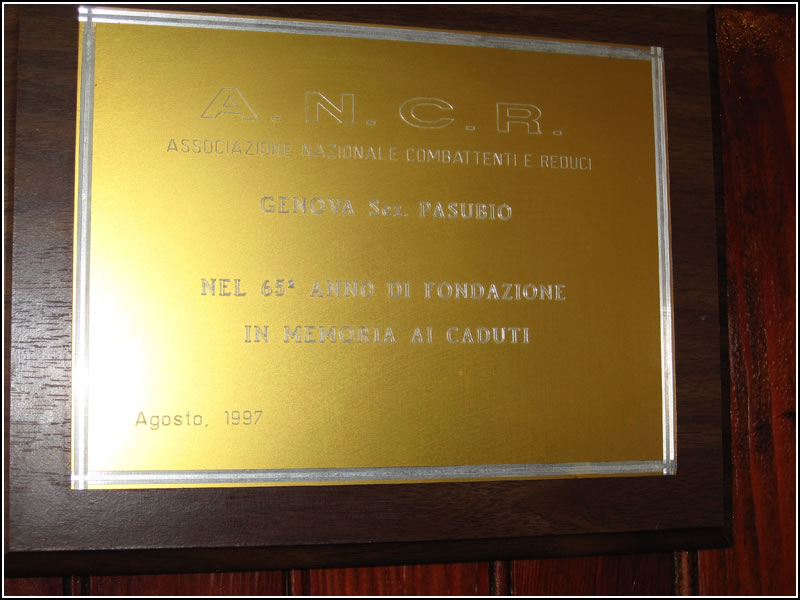 A.N.C.R.
ASSOCIAZIONE NAZIONALE COMBATTENTI E REDUCI
GENOVA Sez. PASUBIO
NEL 65° ANNO DI FONDAZIONE
IN MEMORIA AI CADUTI
Agosto, 1997